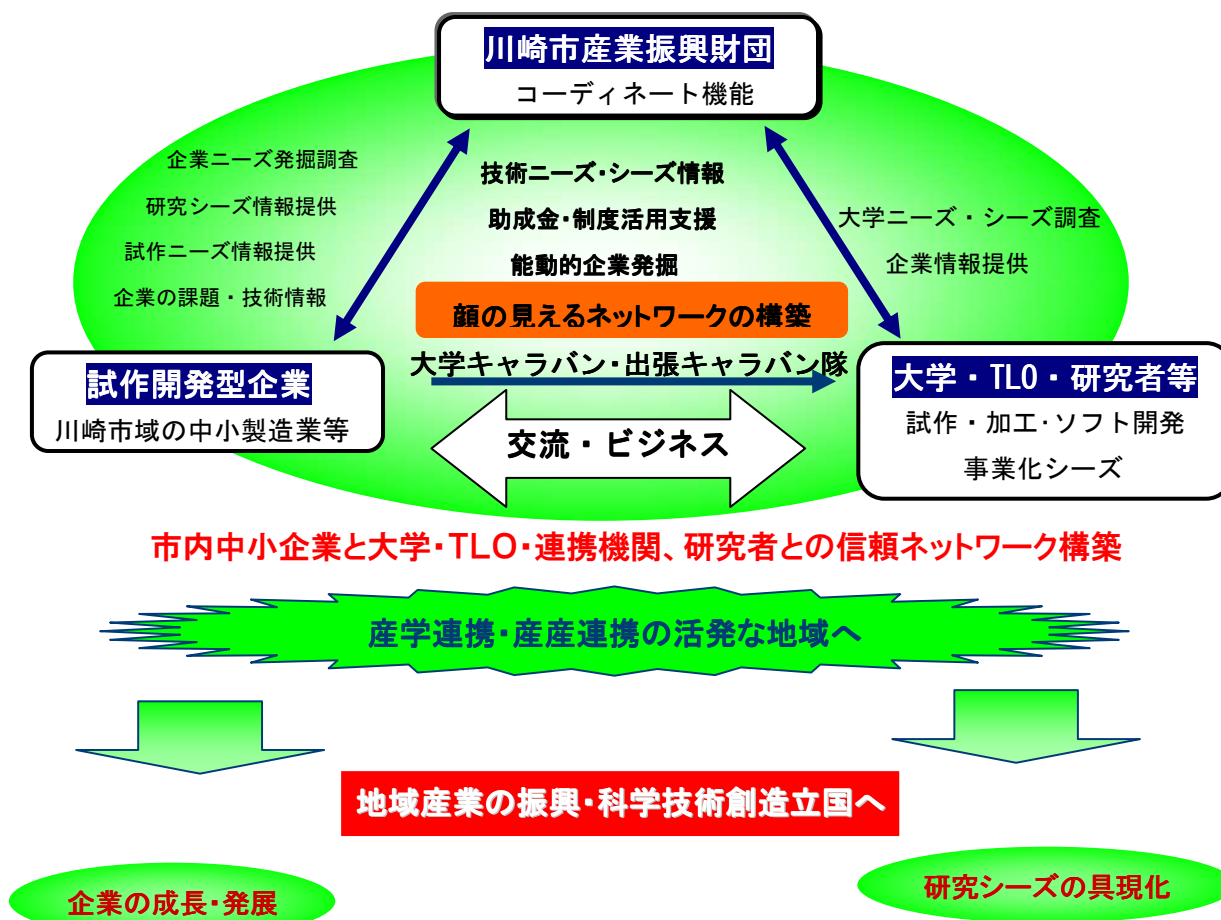 川崎市産業振興財団
コーディネート機能
企業ニーズ発掘調査
研究シーズ情報提供
試作ニーズ情報提供
企業の課題・技術情報
技術ニーズ・シーズ情報
助成金・制度活用支援
能動的企業発掘
大学ニーズ・シーズ調査
企業情報提供
顔の見えるネットワークの構築
大学キャラバン・出張キャラバン隊
試作開発型企業
川崎市域の中小製造業等
大学・TLO・研究者等
試作・加工・ソフト開発
事業化シーズ
交流・ビジネス
市内中小企業と大学・TLO・連携機関、研究者との信頼ネットワーク構築
産学連携・産産連携の活発な地域へ
地域産業の振興・科学技術創造立国へ
企業の成長・発展
研究シーズの具現化